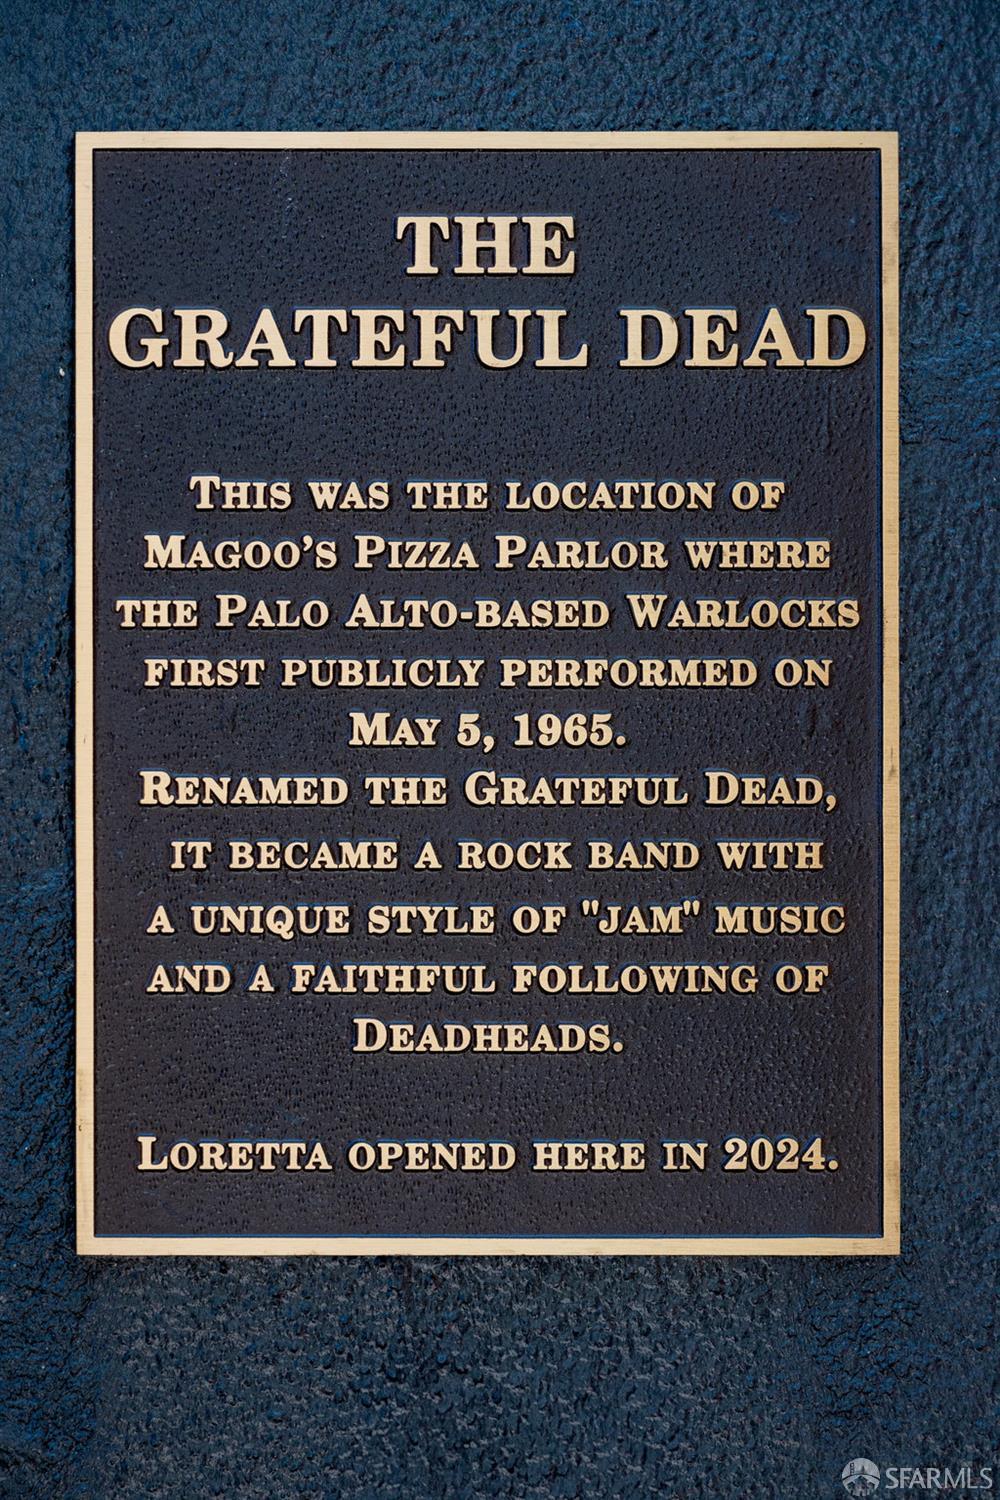 THE
GRATEFUL DEAD
THIS WAS THE LOCATION OF
MAGOO'S PIZZA PARLOR WHERE
THE PALO ALTO-BASED WARLOCKS
FIRST PUBLICLY PERFORMED ON
MAY 5, 1965.
RENAMED THE GRATEFUL DEAD,
IT BECAME A ROCK BAND WITH
A UNIQUE STYLE OF "JAM" MUSIC
AND A FAITHFUL FOLLOWING OF
DEADHEADS.
LORETTA OPENED HERE IN 2024.
SFARMLS